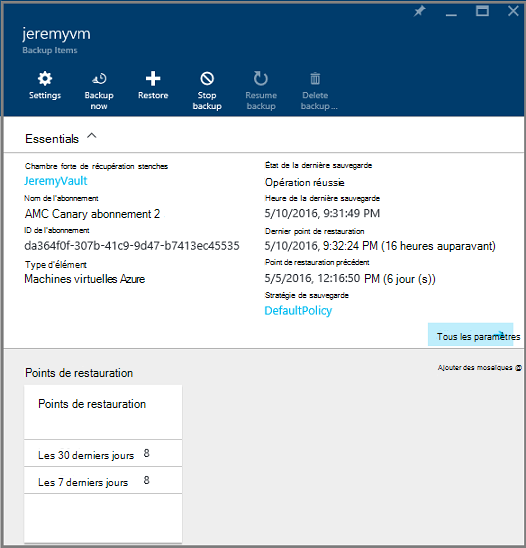 jeremyvm
Backup Items
Settings
Backup now
Restore
Stop backup
Resume backup
Delete backup ...
Essentials
Chambre forte de récupération stenches
JeremyVault
Nom de l'abonnement
AMC Canary abonnement 2
ID de l'abonnement
da364f0f-307b-41c9-9d47-b7413ec45535
Type d'élément
Machines virtuelles Azure
État de la dernière sauvegarde
Opération réussie
Heure de la dernière sauvegarde
5/10/2016, 9:31:49 PM
Dernier point de restauration
5/10/2016, 9:32:24 PM (16 heures auparavant)
Point de restauration précédent
5/5/2016, 12:16:50 PM (6 jour (s))
Stratégie de sauvegarde
DefaultPolicy
Tous les paramètres
Ajouter des mosaïques @
Points de restauration
Points de restauration
Les 30 derniers jours 8
Les 7 derniers jours 8